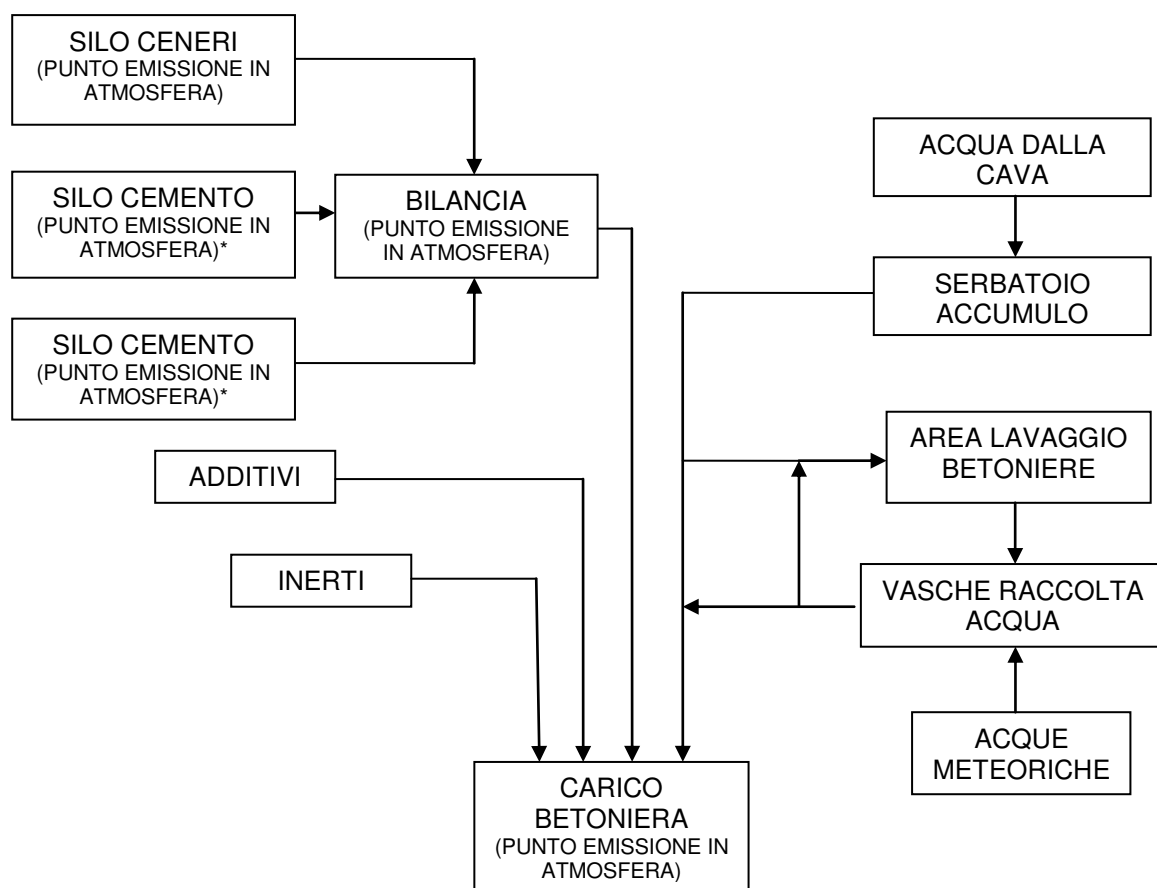 SILO CENERI
(PUNTO EMISSIONE IN
ATMOSFERA)
SILO CEMENTO
(PUNTO EMISSIONE IN
ATMOSFERA)*
SILO CEMENTO
(PUNTO EMISSIONE IN
ATMOSFERA)*
BILANCIA
(PUNTO EMISSIONE
IN ATMOSFERA)
ADDITIVI
INERTI
ACQUA DALLA
CAVA
SERBATOIO
ACCUMULO
AREA LAVAGGIO
BETONIERE
VASCHE RACCOLTA
ACQUA
ACQUE
METEORICHE
CARICO
BETONIERA
(PUNTO EMISSIONE IN
ATMOSFERA)